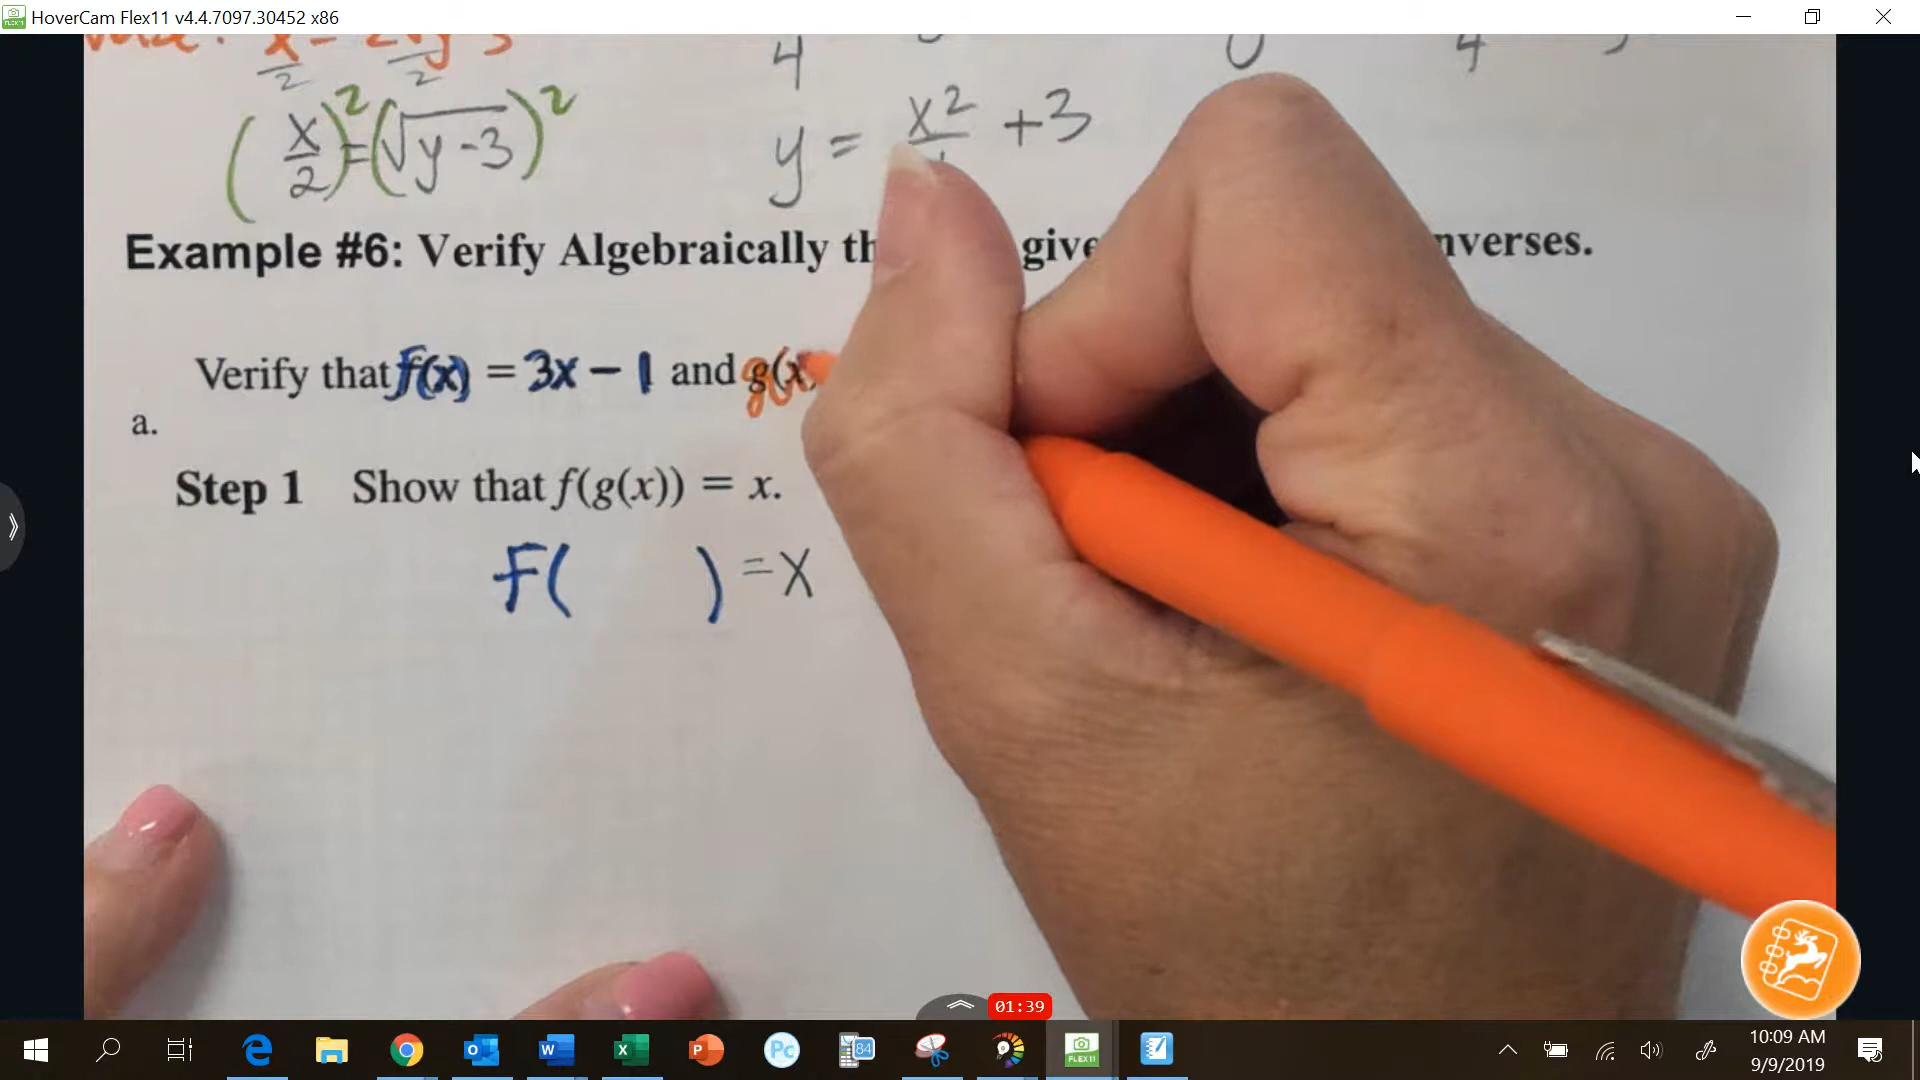 HoverCam Flex11 v4.4.7097.30452 x86
4
( x/2 )² = ( √y-3 )²
y = x² +3
Example #6: Verify Algebraically th give nverses.
Verify that f(x) = 3x − 1 and g(x
a.
Step 1 Show that f(g(x)) = x.
F( ) = x
01:39
10:09 AM
9/9/2019